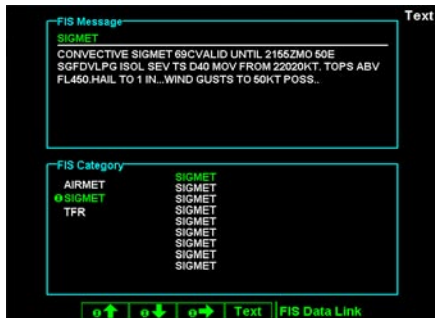 Text
FIS Message
SIGMET
CONVECTIVE SIGMET 69CVALID UNTIL 2155ZMO 50E
SGFDVLPG ISOL SEV TS D40 MOV FROM 22020KT. TOPS ABV
FL450.HAIL TO 1 IN...WIND GUSTS TO 50KT POSS..
FIS Category
AIRMET
SIGMET
TFR
SIGMET
SIGMET
SIGMET
SIGMET
SIGMET
SIGMET
SIGMET
SIGMET
SIGMET
Text
FIS Data Link